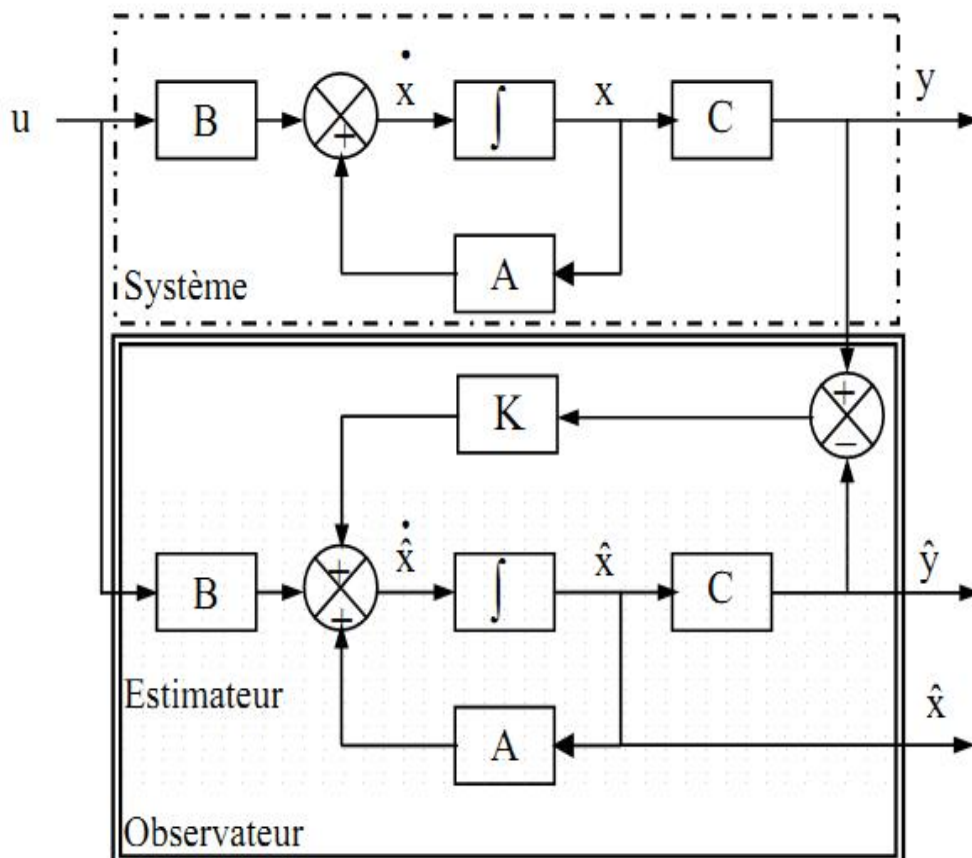 u
B
+
ẋ
∫
x
C
y
A
Système
K
+
−
B
+
+
x̂̇
∫
x̂
C
ŷ
Estimateur
A
x̂
Observateur